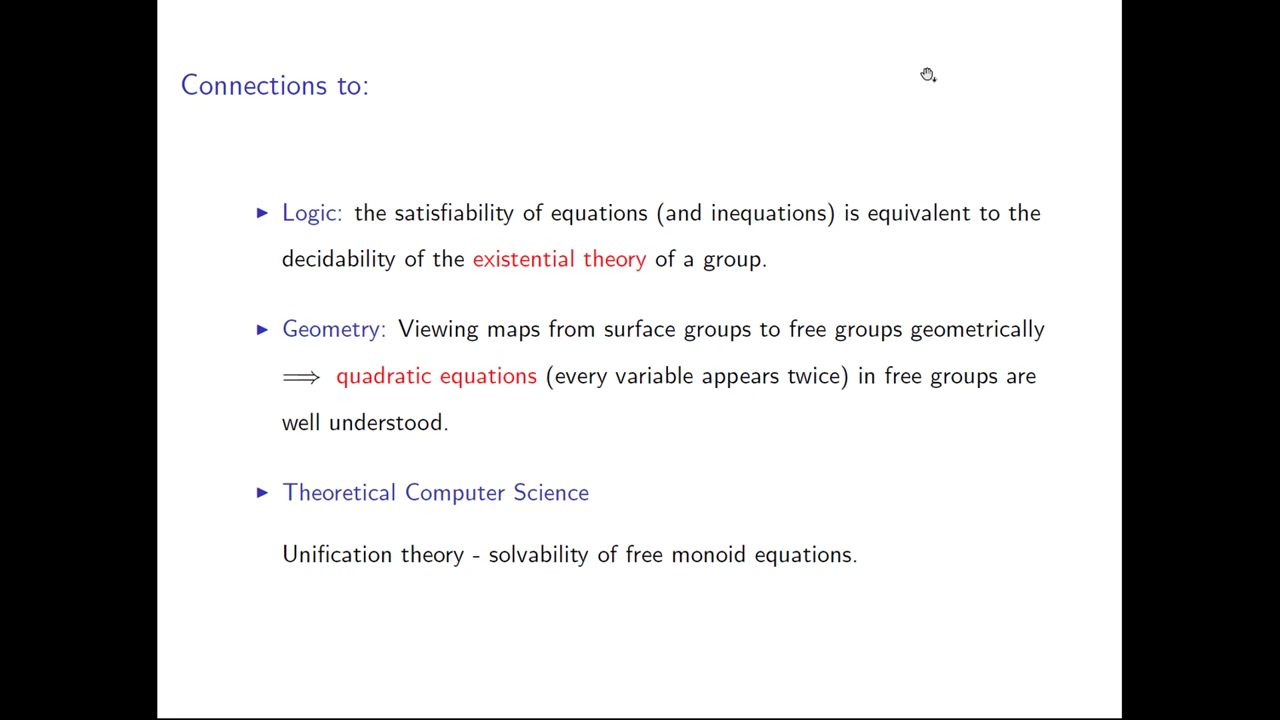 Connections to:
▶ Logic: the satisfiability of equations (and inequations) is equivalent to the
decidability of the existential theory of a group.
▶ Geometry: Viewing maps from surface groups to free groups geometrically
⟹ quadratic equations (every variable appears twice) in free groups are
well understood.
▶ Theoretical Computer Science
Unification theory - solvability of free monoid equations.